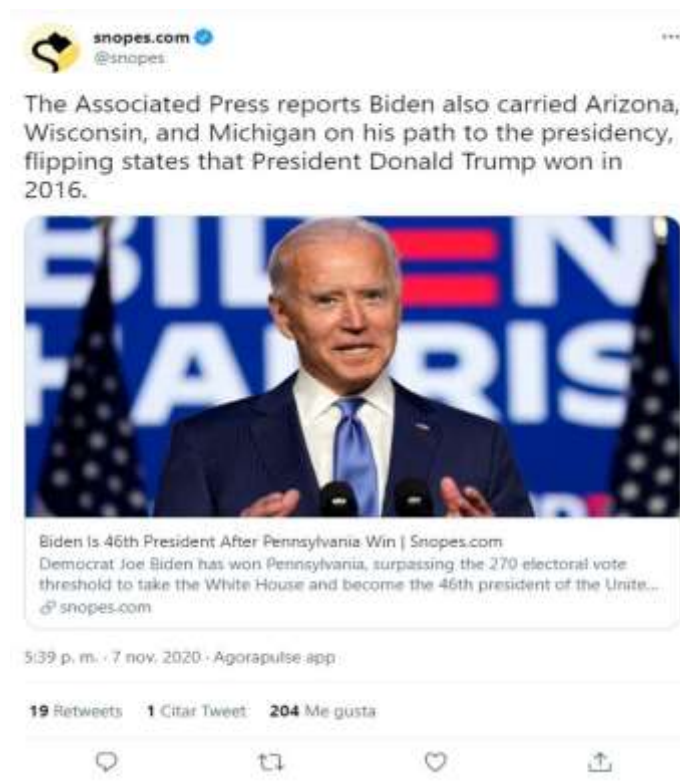 snopes.com
@snopes
The Associated Press reports Biden also carried Arizona,
Wisconsin, and Michigan on his path to the presidency,
flipping states that President Donald Trump won in
2016.
BIDEN
HARRIS
Biden Is 46th President After Pennsylvania Win | Snopes.com
Democrat Joe Biden has won Pennsylvania, surpassing the 270 electoral vote
threshold to take the White House and become the 46th president of the Unite...
snopes.com
5:39 p. m. · 7 nov. 2020 · Agorapulse app
19 Retweets 1 Citar Tweet 204 Me gusta